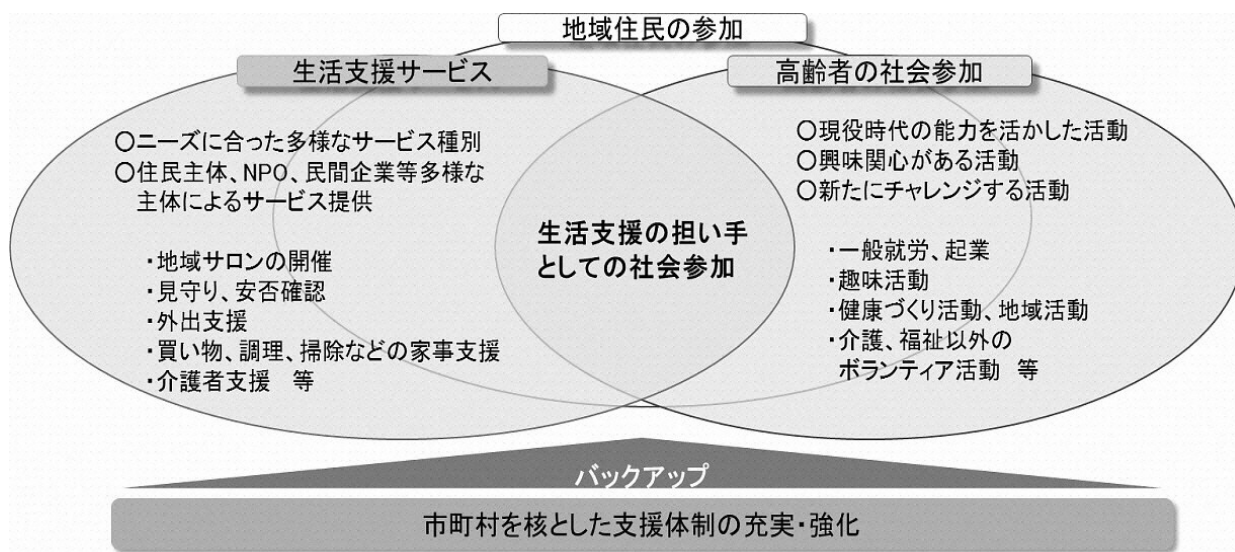 地域住民の参加
生活支援サービス
○ニーズに合った多様なサービス種別
○住民主体、NPO、民間企業等多様な
主体によるサービス提供
・地域サロンの開催
・見守り、安否確認
・外出支援
・買い物、調理、掃除などの家事支援
・介護者支援 等
生活支援の担い手
としての社会参加
高齢者の社会参加
○現役時代の能力を活かした活動
○興味関心がある活動
○新たにチャレンジする活動
・一般就労、起業
・趣味活動
・健康づくり活動、地域活動
・介護、福祉以外の
ボランティア活動 等
バックアップ
市町村を核とした支援体制の充実・強化